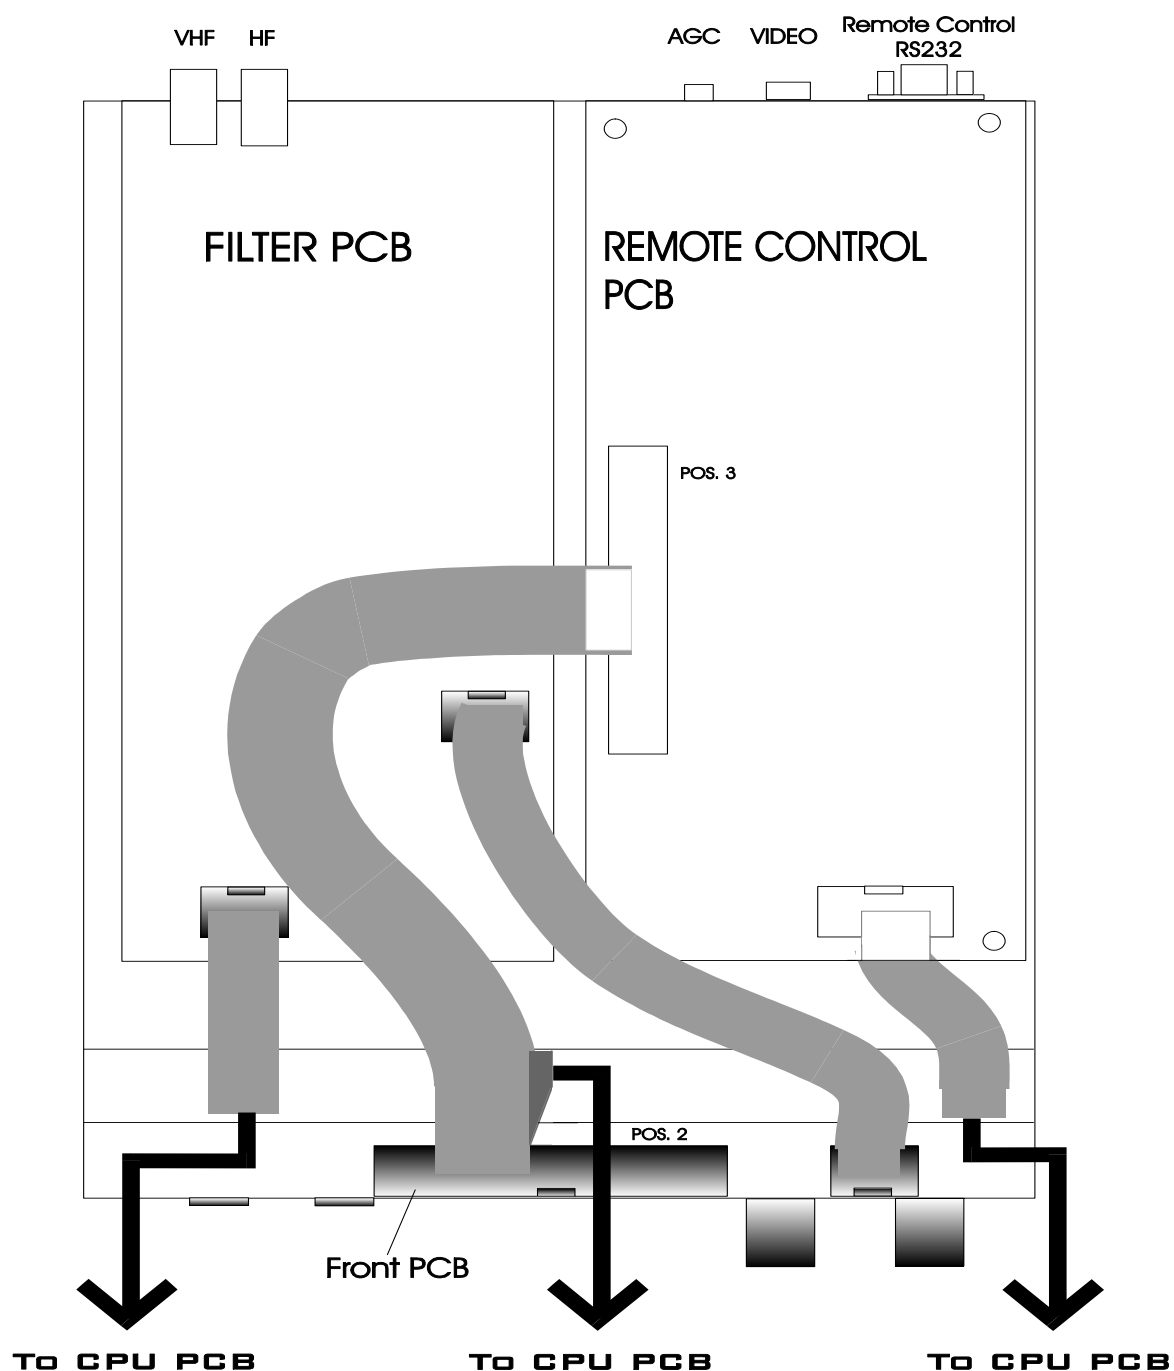 VHF HF
AGC VIDEO
Remote Control
RS232
FILTER PCB
REMOTE CONTROL
PCB
POS. 3
POS. 2
Front PCB
To CPU PCB
To CPU PCB
To CPU PCB